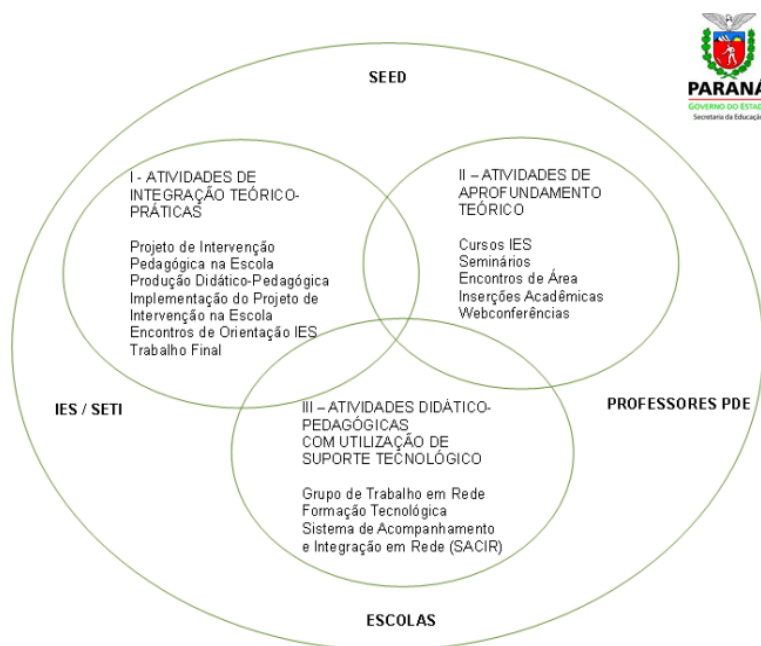 SEED
PARANÁ
GOVERNO DO ESTADO
Secretaria da Educação
I - ATIVIDADES DE
INTEGRAÇÃO TEÓRICO-
PRÁTICAS
Projeto de Intervenção
Pedagógica na Escola
Produção Didático-Pedagógica
Implementação do Projeto de
Intervenção na Escola
Encontros de Orientação IES
Trabalho Final
II – ATIVIDADES DE
APROFUNDAMENTO
TEÓRICO
Cursos IES
Seminários
Encontros de Área
Inserções Acadêmicas
Webconferências
IES / SETI
PROFESSORES PDE
III – ATIVIDADES DIDÁTICO-
PEDAGÓGICAS
COM UTILIZAÇÃO DE
SUPORTE TECNOLÓGICO
Grupo de Trabalho em Rede
Formação Tecnológica
Sistema de Acompanhamento
e Integração em Rede (SACIR)
ESCOLAS